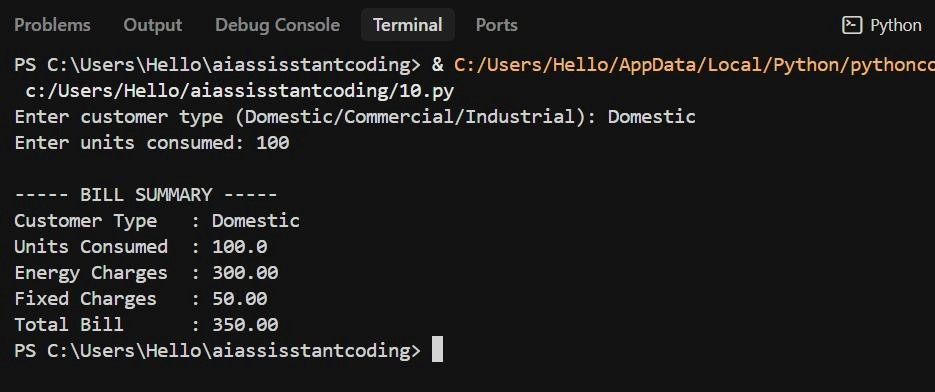 Problems Output Debug Console Terminal Ports Python
PS C:\Users\Hello\aiassisstantcoding> & C:/Users/Hello/AppData/Local/Python/pythonco
c:/Users/Hello/aiassisstantcoding/10.py
Enter customer type (Domestic/Commercial/Industrial): Domestic
Enter units consumed: 100

----- BILL SUMMARY -----
Customer Type   : Domestic
Units Consumed  : 100.0
Energy Charges  : 300.00
Fixed Charges   : 50.00
Total Bill      : 350.00
PS C:\Users\Hello\aiassisstantcoding>